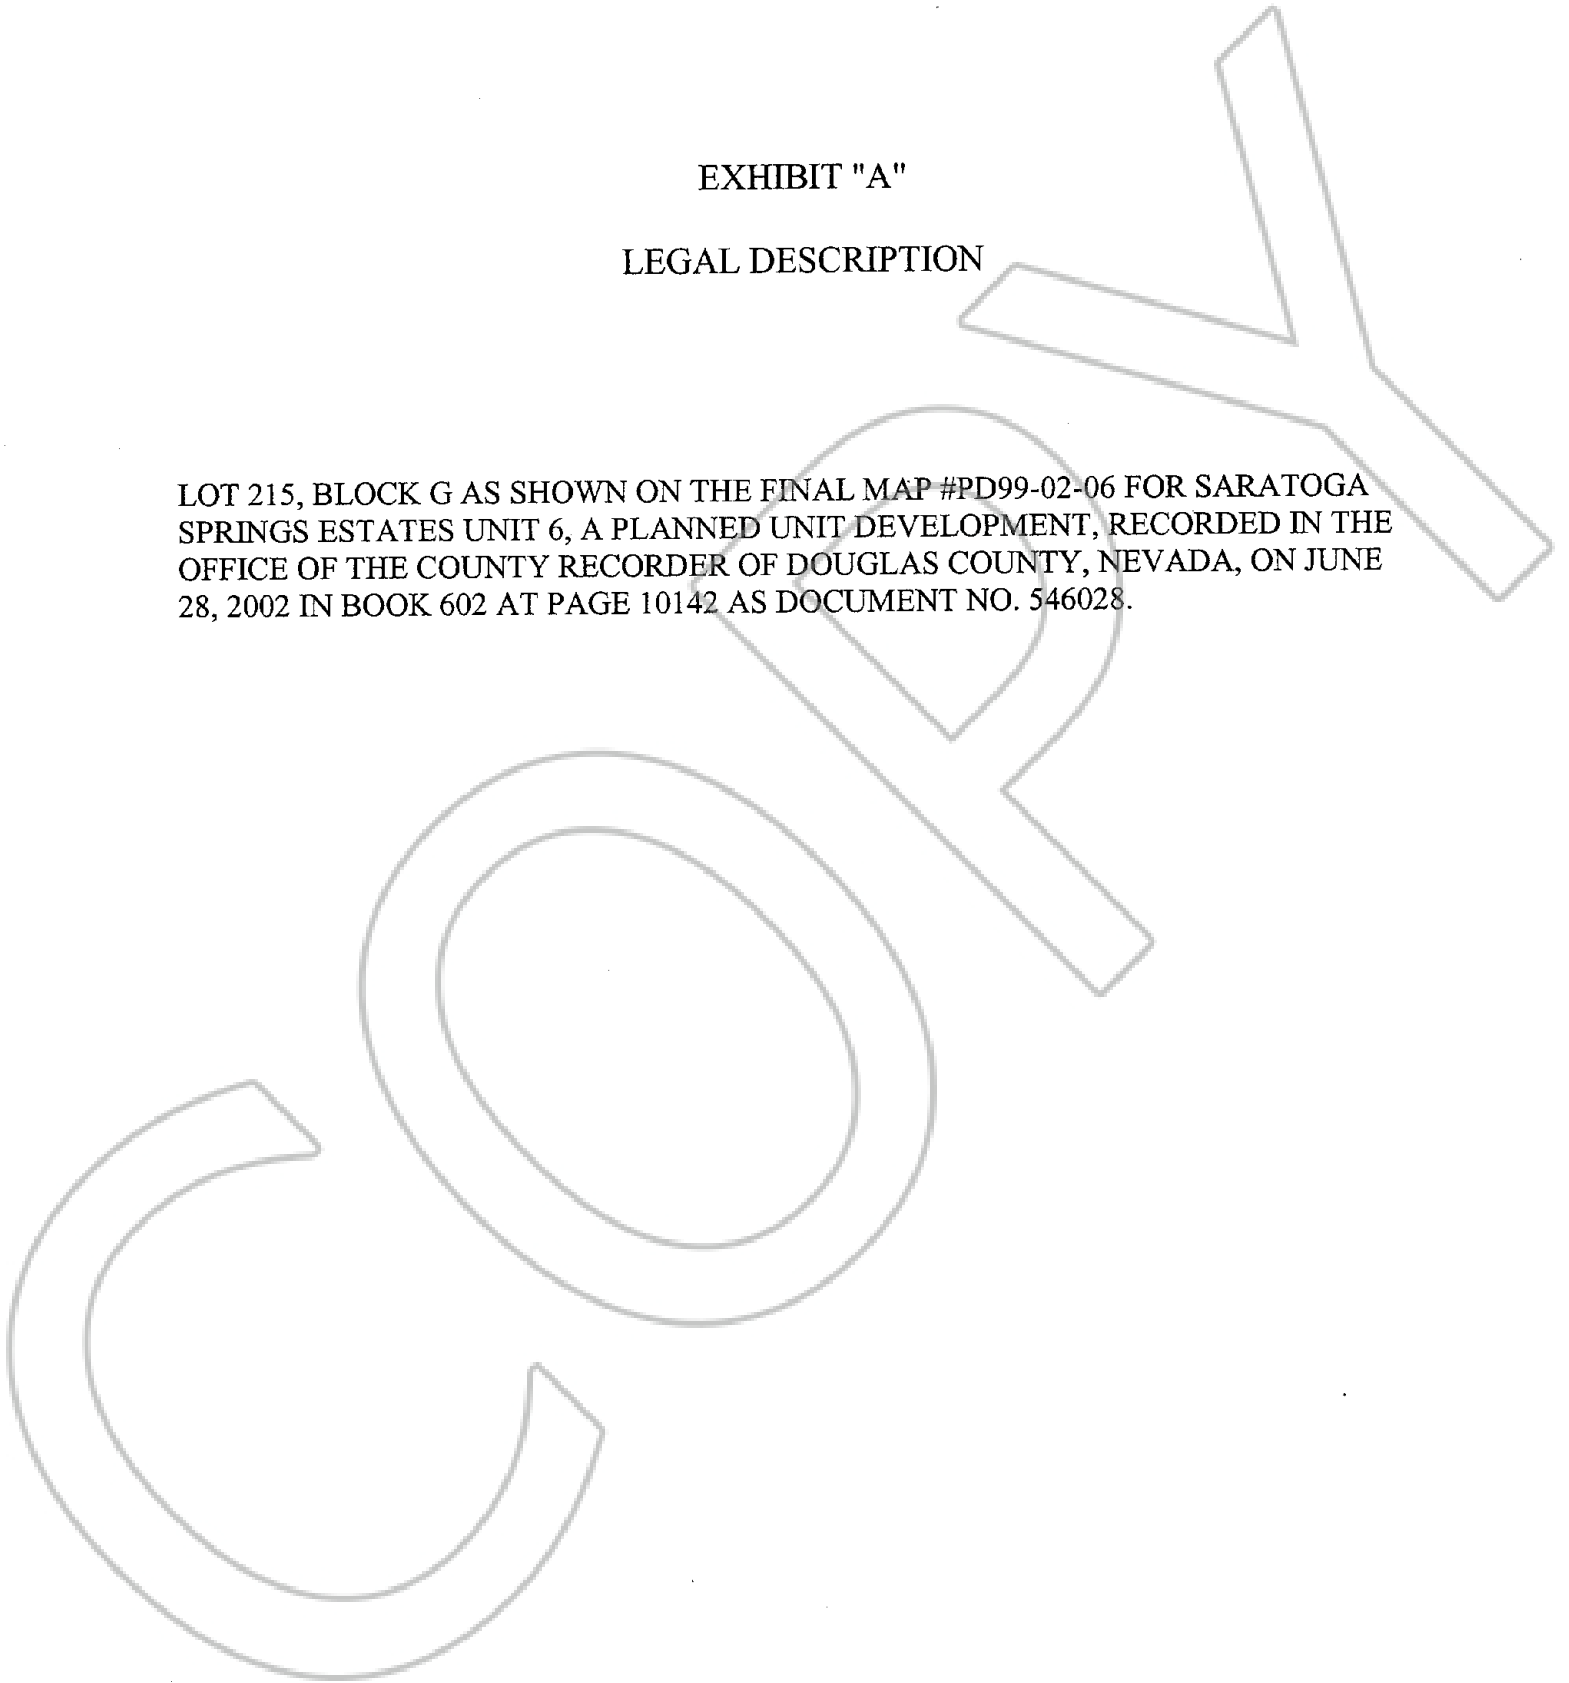 EXHIBIT "A"
LEGAL DESCRIPTION
LOT 215, BLOCK G AS SHOWN ON THE FINAL MAP #PD99-02-06 FOR SARATOGA
SPRINGS ESTATES UNIT 6, A PLANNED UNIT DEVELOPMENT, RECORDED IN THE
OFFICE OF THE COUNTY RECORDER OF DOUGLAS COUNTY, NEVADA, ON JUNE
28, 2002 IN BOOK 602 AT PAGE 10142 AS DOCUMENT NO. 546028.
COPY